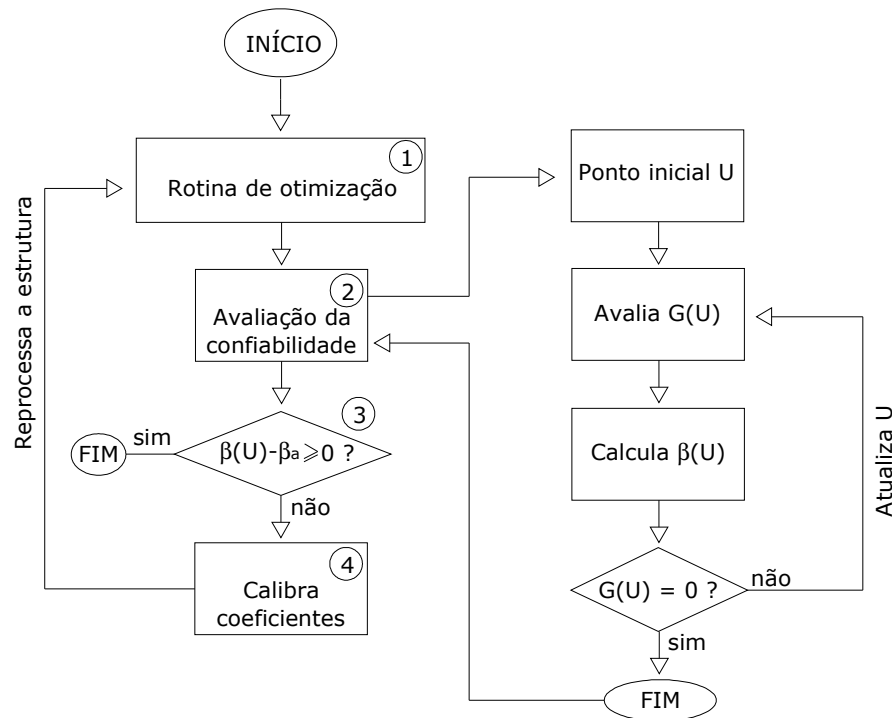 INÍCIO
1
Rotina de otimização
2
Avaliação da
confiabilidade
3
β(U)-βa⩾0 ?
sim
FIM
não
4
Calibra
coeficientes
Reprocessa a estrutura
Ponto inicial U
Avalia G(U)
Calcula β(U)
G(U) = 0 ?
não
sim
FIM
Atualiza U